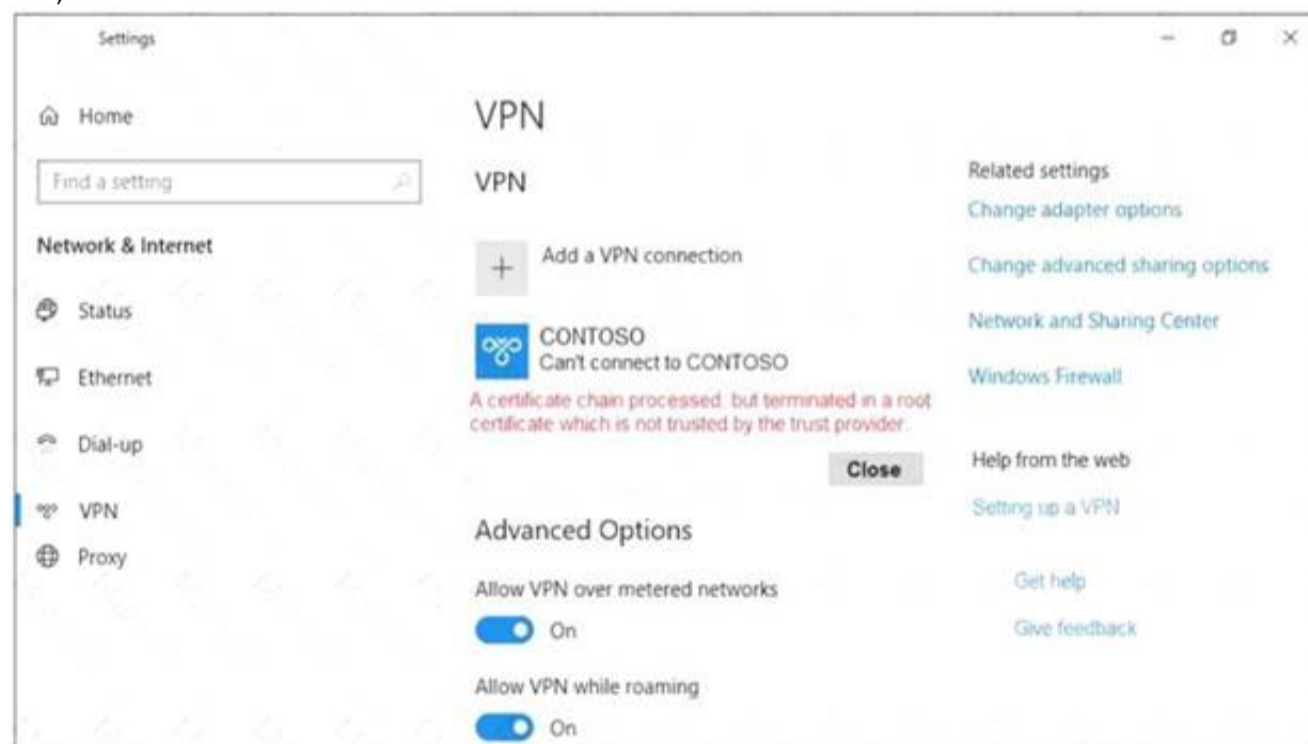 Settings
Home
Find a setting
Network & Internet
Status
Ethernet
Dial-up
VPN
Proxy
VPN
VPN
Add a VPN connection
CONTOSO
Can't connect to CONTOSO
A certificate chain processed, but terminated in a root
certificate which is not trusted by the trust provider.
Close
Advanced Options
Allow VPN over metered networks
On
Allow VPN while roaming
On
Related settings
Change adapter options
Change advanced sharing options
Network and Sharing Center
Windows Firewall
Help from the web
Setting up a VPN
Get help
Give feedback